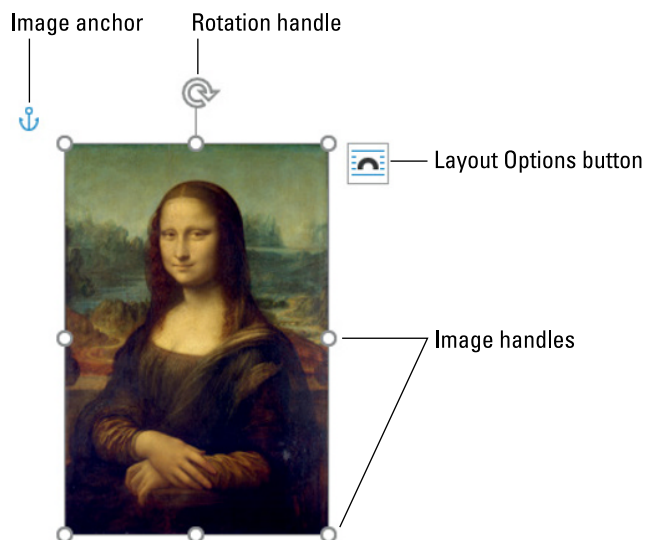 Image anchor
Rotation handle
Layout Options button
Image handles